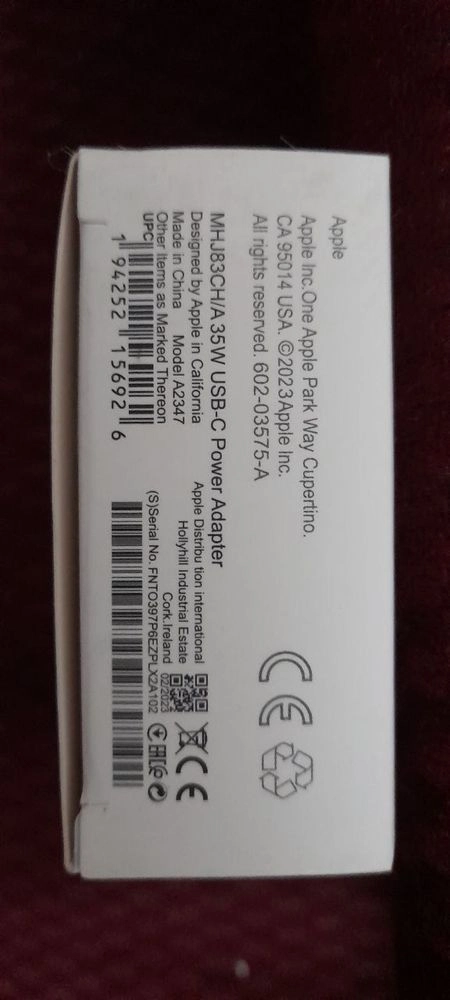 Apple
Apple Inc.One Apple Park Way Cupertino.
CA 95014 USA. ©2023Apple Inc.
All rights reserved. 602-03575-A
CE
MHJ83CH/A 35W USB-C Power Adapter
Designed by Apple in California
Made in China Model A2347
Other Items as Marked Thereon
UPC
1 94252 15692 6
Apple Distribu tion international
Hollyhill Industrial Estate
Cork.Ireland 02/2023
(S)Serial No. FNTO397P6EZPLX2A102
CE
EAC